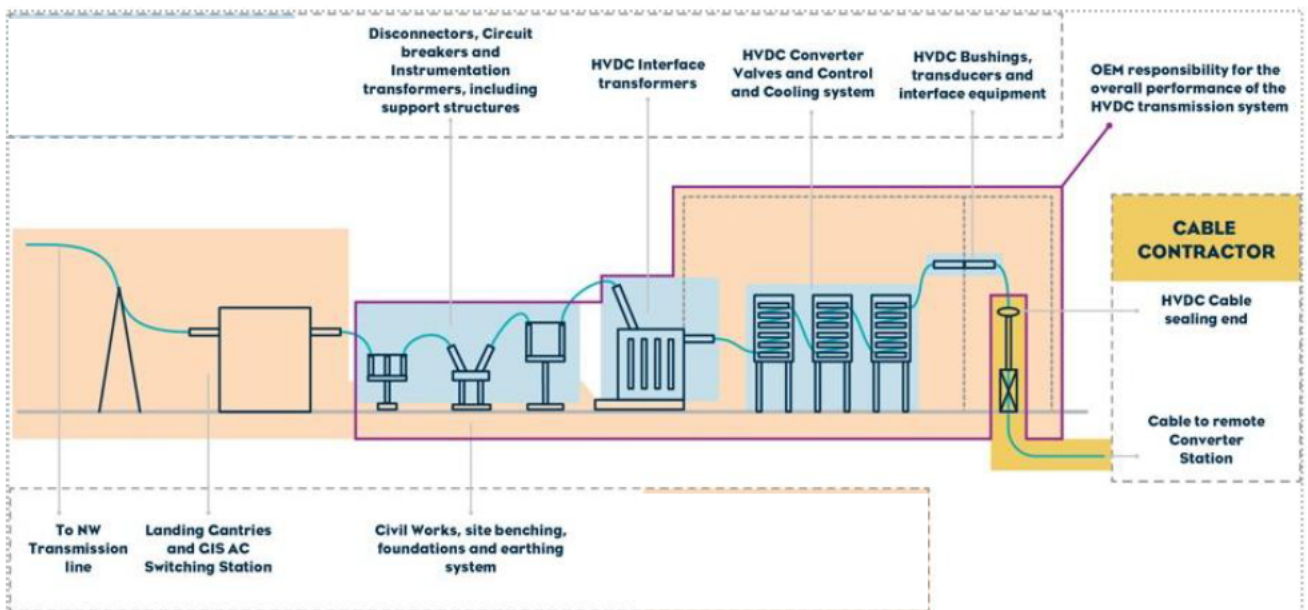 Disconnectors, Circuit
breakers and
Instrumentation
transformers, including
support structures
HVDC Interface
transformers
HVDC Converter
Valves and Control
and Cooling system
HVDC Bushings,
transducers and
interface equipment
OEM responsibility for the
overall performance of the
HVDC transmission system
CABLE
CONTRACTOR
HVDC Cable
sealing end
Cable to remote
Converter
Station
To NW
Transmission
line
Landing Gantries
and GIS AC
Switching Station
Civil Works, site benching,
foundations and earthing
system